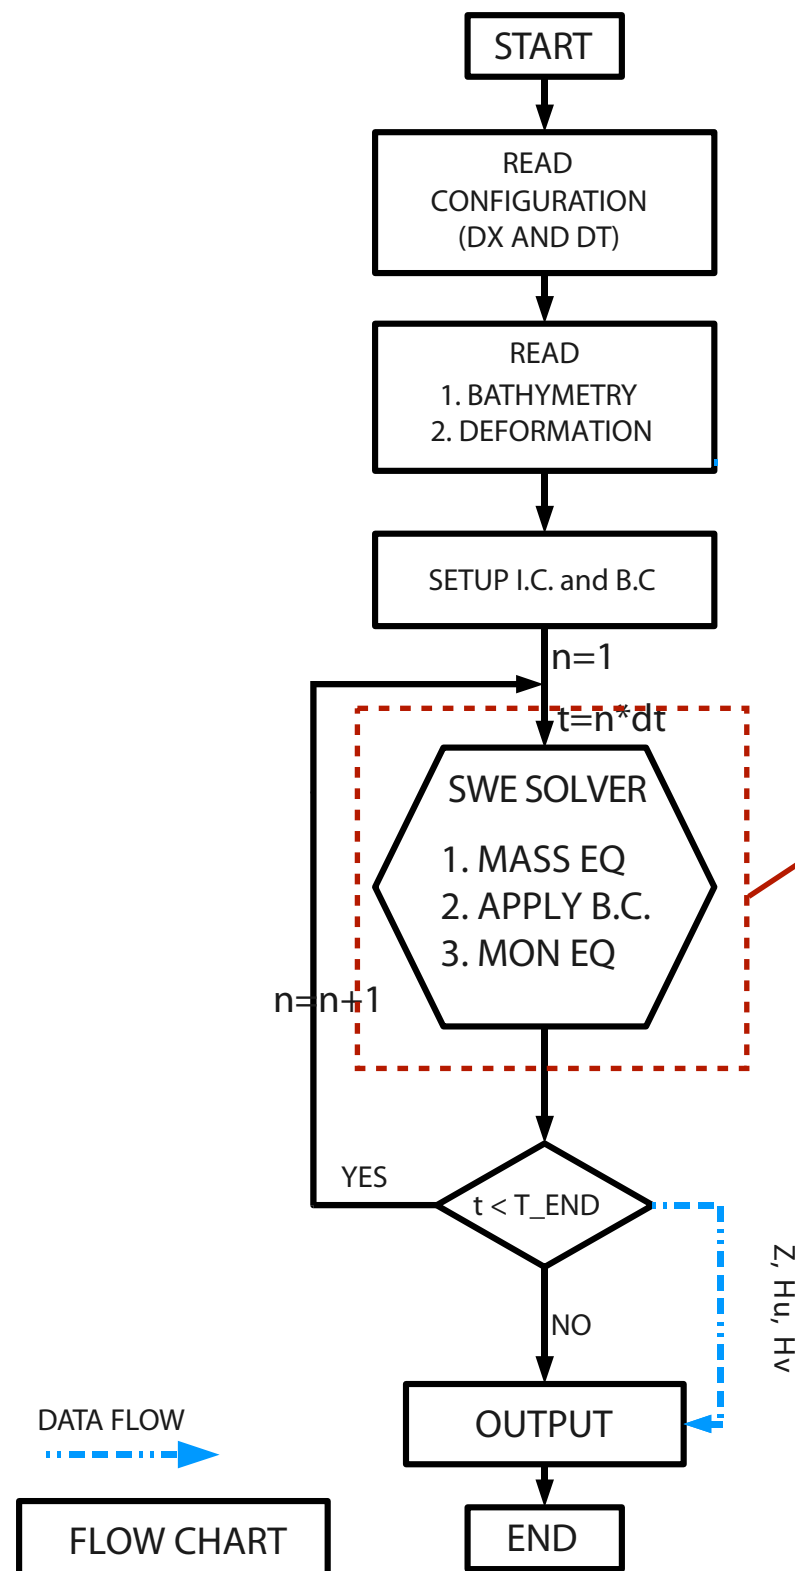 START
READ
CONFIGURATION
(DX AND DT)
READ
1. BATHYMETRY
2. DEFORMATION
SETUP I.C. and B.C
n=1
t=n*dt
SWE SOLVER
1. MASS EQ
2. APPLY B.C.
3. MON EQ
n=n+1
YES
t < T_END
Z, Hu, Hv
NO
OUTPUT
DATA FLOW
END
FLOW CHART